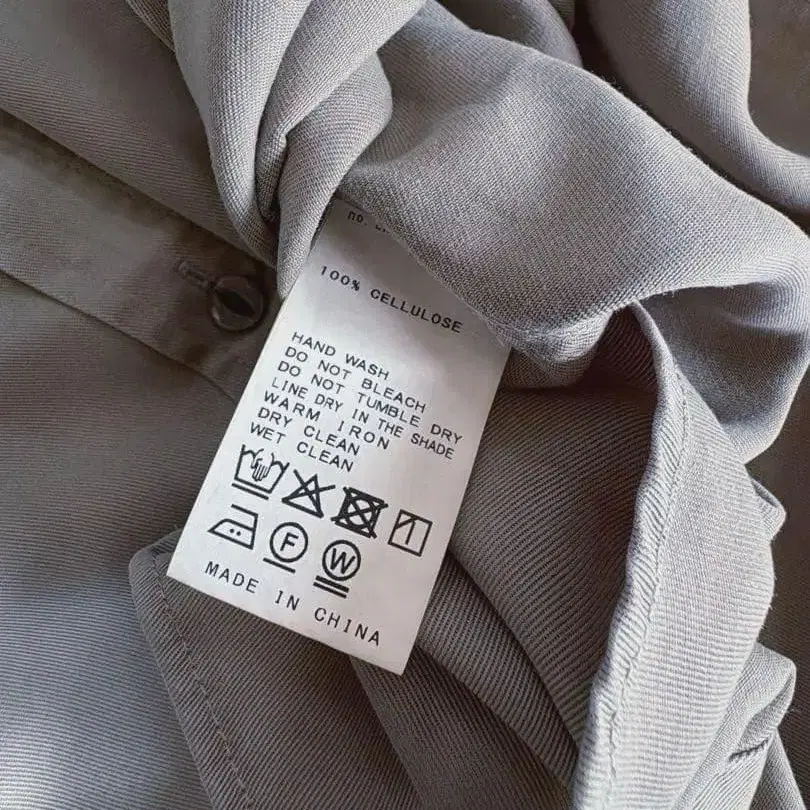 100% CELLULOSE
HAND WASH
DO NOT BLEACH
DO NOT TUMBLE DRY
LINE DRY IN THE SHADE
WARM IRON
DRY CLEAN
WET CLEAN
F W
MADE IN CHINA